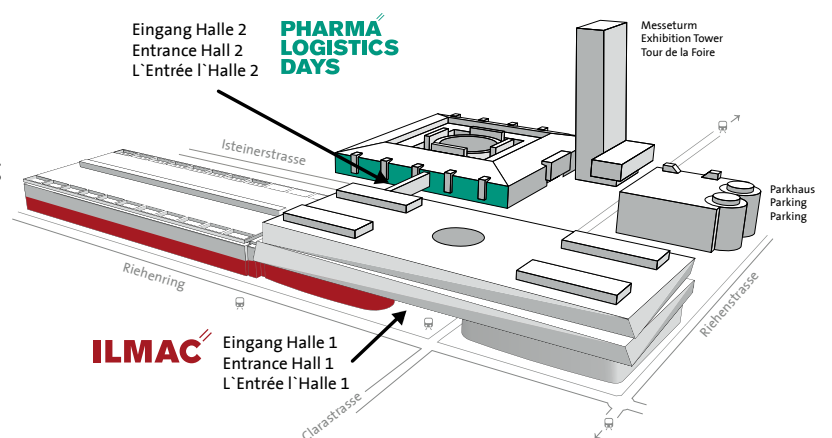 Eingang Halle 2
Entrance Hall 2
L`Entrée l`Halle 2
PHARMA
LOGISTICS
DAYS
Messeturm
Exhibition Tower
Tour de la Foire
Isteinerstrasse
Parkhaus
Parking
Parking
Riehenring
Riehenstrasse
ILMAC
Eingang Halle 1
Entrance Hall 1
L`Entrée l`Halle 1
Clarastrasse